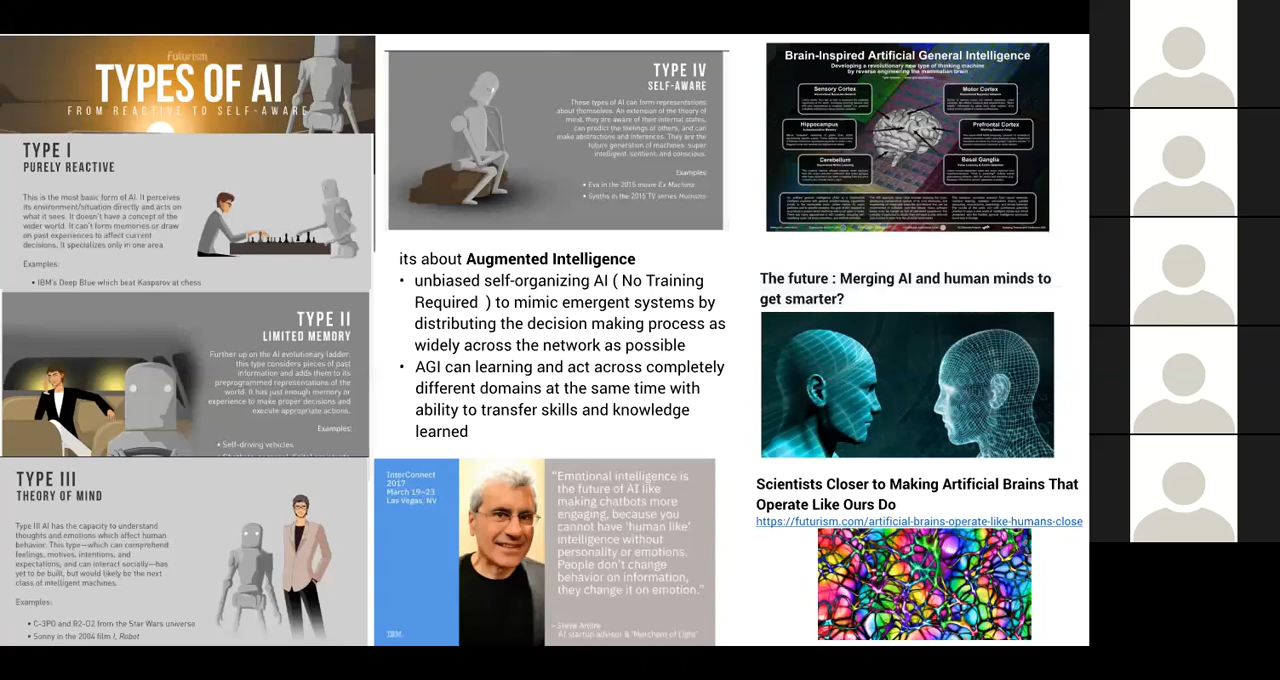 Futurism
TYPES OF AI
FROM REACTIVE TO SELF-AWARE
TYPE I
PURELY REACTIVE
This is the most basic form of AI. It perceives
its environment/situation directly and acts on
what it sees. It doesn't have a concept of the
wider world. It can't form memories or draw
on past experiences to affect current
decisions. It specializes only in one area.
Examples:
• IBM's Deep Blue which beat Kasparov at chess
TYPE II
LIMITED MEMORY
Further up on the AI evolutionary ladder,
this type considers pieces of past
information and adds them to its
preprogrammed representations of the
world. It has just enough memory or
experience to make proper decisions and
execute appropriate actions.
Examples:
• Self-driving vehicles
TYPE III
THEORY OF MIND
Type III AI has the capacity to understand
thoughts and emotions which affect human
behavior. This type—which can comprehend
feelings, motives, intentions, and
expectations, and can interact socially—has
yet to be built, but would likely be the next
class of intelligent machines.
Examples:
• C-3PO and R2-D2 from the Star Wars universe
• Sonny in the 2004 film I, Robot
TYPE IV
SELF-AWARE
These types of AI can form representations
about themselves. An extension of the theory of
mind, they are aware of their internal states,
can predict the feelings of others, and can
make abstractions and inferences. They are the
future generation of machines: super
intelligent, sentient, and conscious.
Examples:
• Eva in the 2015 movie Ex Machina
• Synths in the 2015 TV series Humans
its about Augmented Intelligence
• unbiased self-organizing AI ( No Training
Required ) to mimic emergent systems by
distributing the decision making process as
widely across the network as possible
• AGI can learning and act across completely
different domains at the same time with
ability to transfer skills and knowledge
learned
InterConnect
2017
March 19–23
Las Vegas, NV
IBM
“Emotional intelligence is
the future of AI like
making chatbots more
engaging, because you
cannot have ‘human like’
intelligence without
personality or emotions.
People don’t change
behavior on information,
they change it on emotion.”
AI startup advisor & ‘Merchant of Light’
Brain-Inspired Artificial General Intelligence
Developing a revolutionary new type of thinking machine
by reverse engineering the mammalian brain
Sensory Cortex
Motor Cortex
Hippocampus
Prefrontal Cortex
Cerebellum
Basal Ganglia
The future : Merging AI and human minds to
get smarter?
Scientists Closer to Making Artificial Brains That
Operate Like Ours Do
https://futurism.com/artificial-brains-operate-like-humans-close